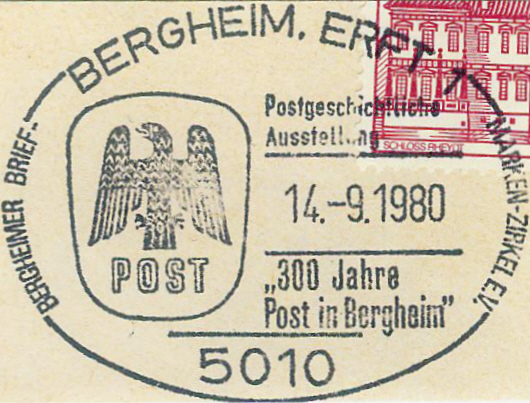 BERGHEIM, ERFT 1
BERGHEIMER BRIEF-
MARKEN-ZIRKEL E.V.
Postgeschichtliche
Ausstellung
SCHLOSS RHEYDT
14.-9.1980
POST
„300 Jahre
Post in Bergheim"
5010